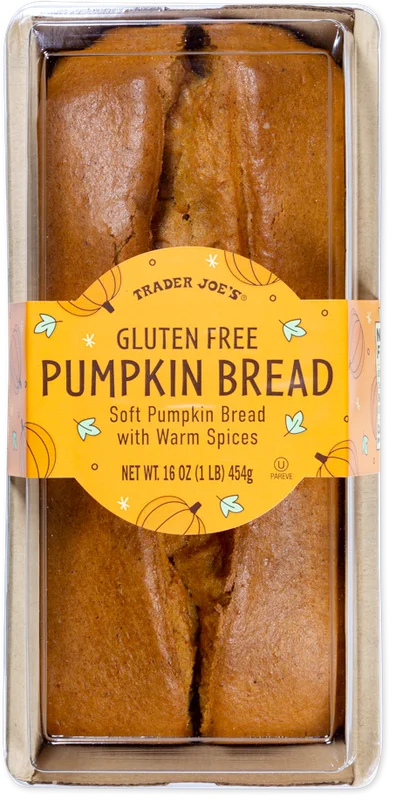 TRADER JOE'S®
GLUTEN FREE
PUMPKIN BREAD
Soft Pumpkin Bread
with Warm Spices
NET WT. 16 OZ (1 LB) 454g
U
PAREVE